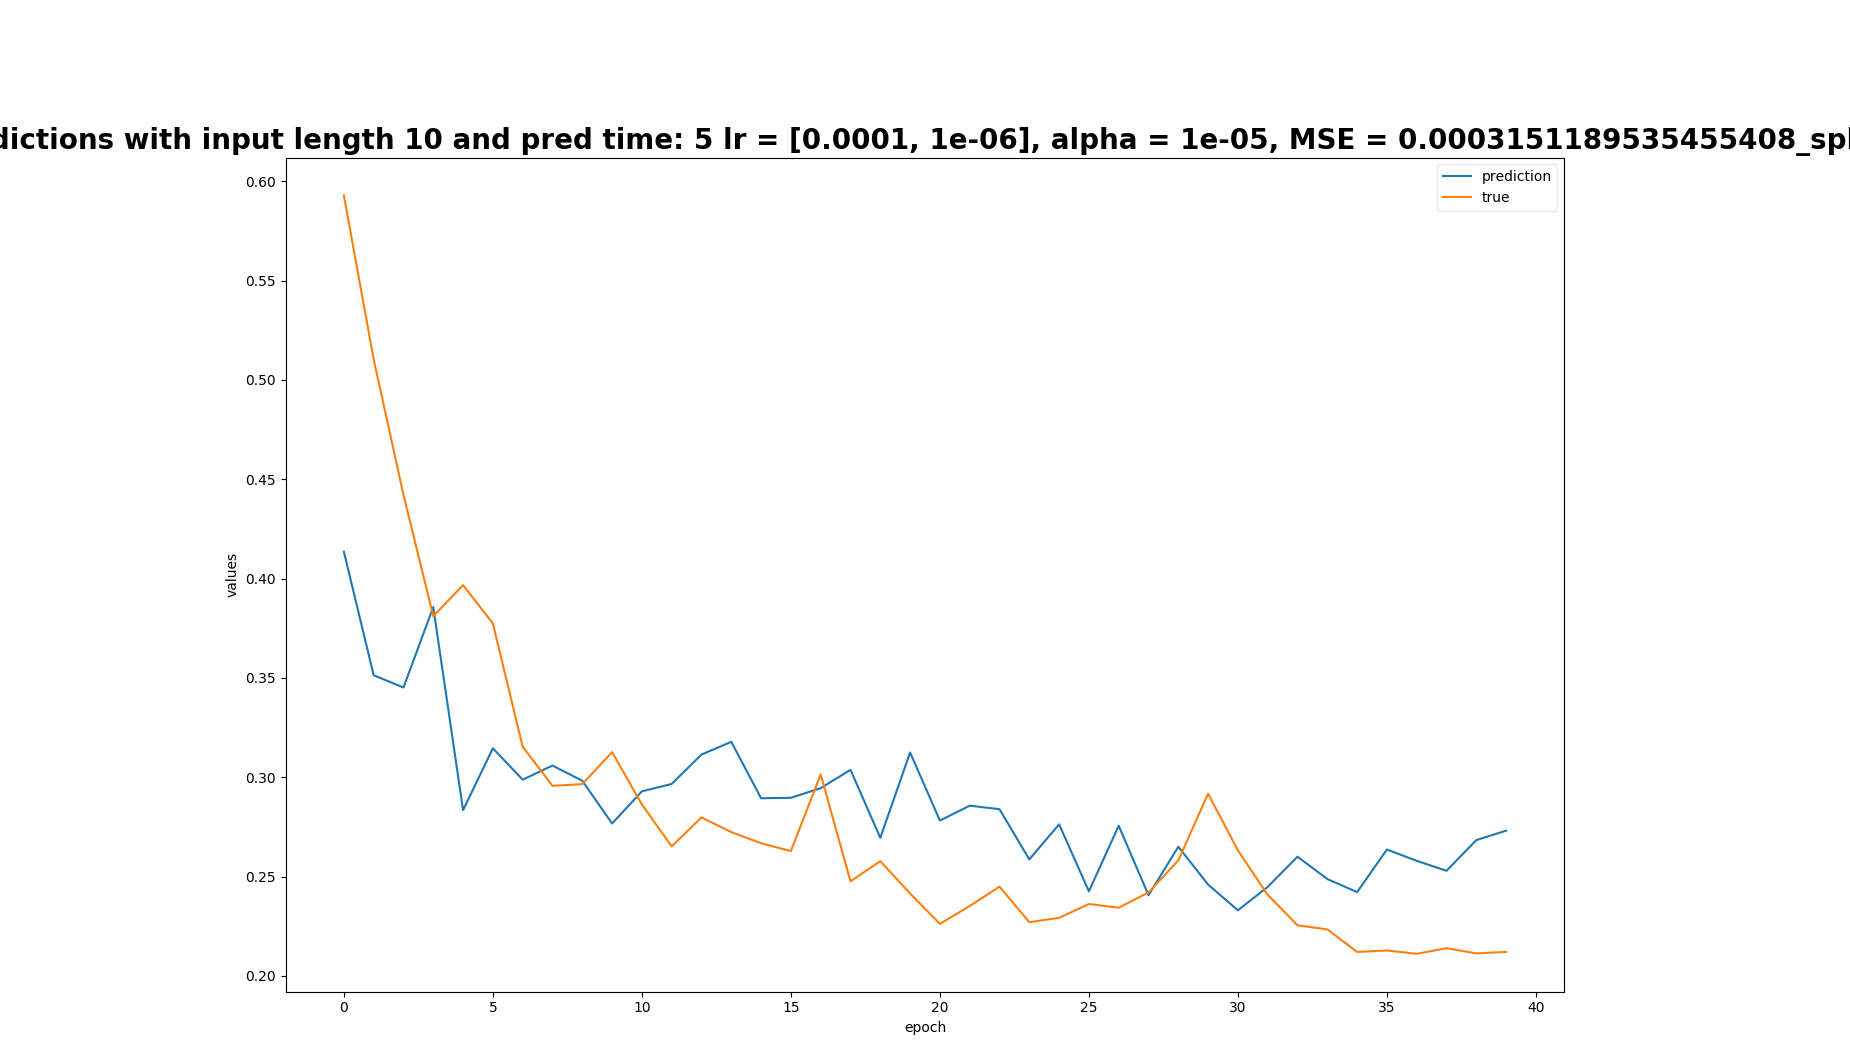 dictions with input length 10 and pred time: 5 lr = [0.0001, 1e-06], alpha = 1e-05, MSE = 0.0003151189535455408_spl
prediction
true
0.60
0.55
0.50
0.45
0.40
0.35
0.30
0.25
0.20
values
0 5 10 15 20 25 30 35 40
epoch